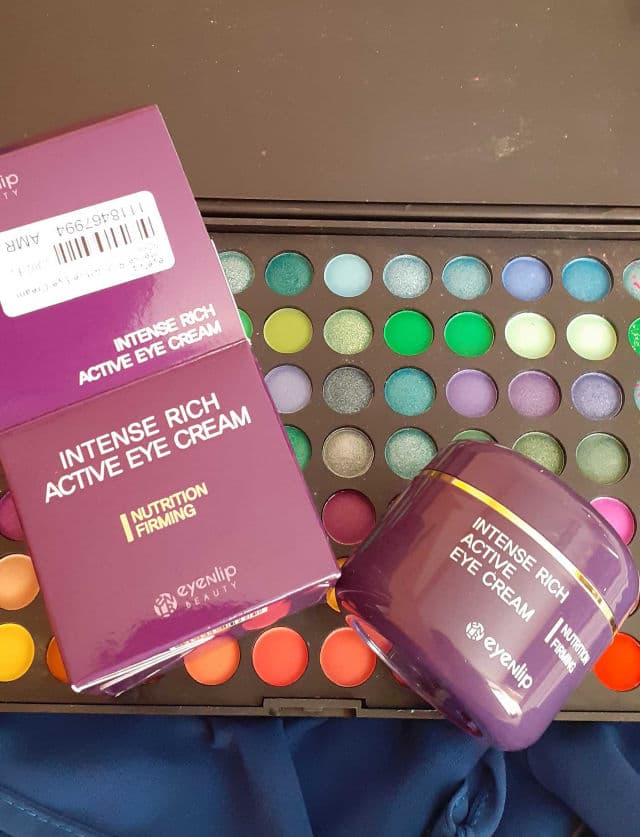 INTENSE RICH
ACTIVE EYE CREAM
AMR
1118467994
INTENSE RICH
ACTIVE EYE CREAM
NUTRITION
FIRMING
eyenlip
BEAUTY
INTENSE RICH
ACTIVE
EYE CREAM
NUTRITION
FIRMING
eyenlip